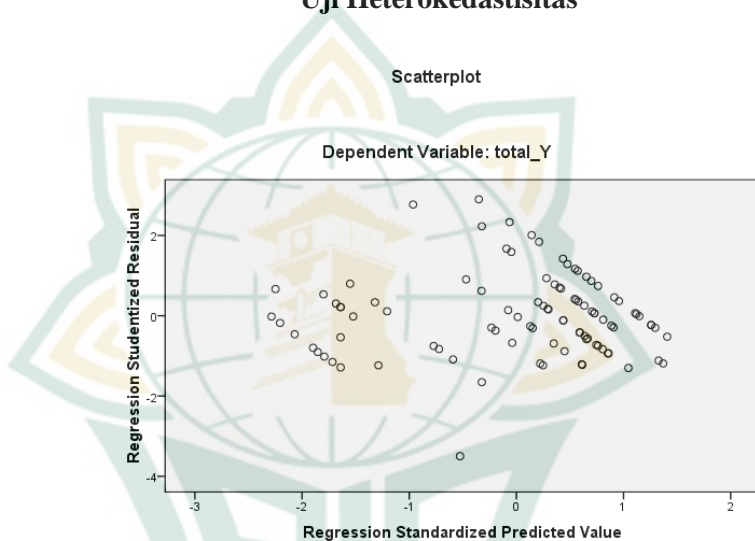 Uji Heterokedastisitas
Scatterplot
Dependent Variable: total_Y
Regression Studentized Residual
2
0
-2
-4
-3
-2
-1
0
1
2
Regression Standardized Predicted Value